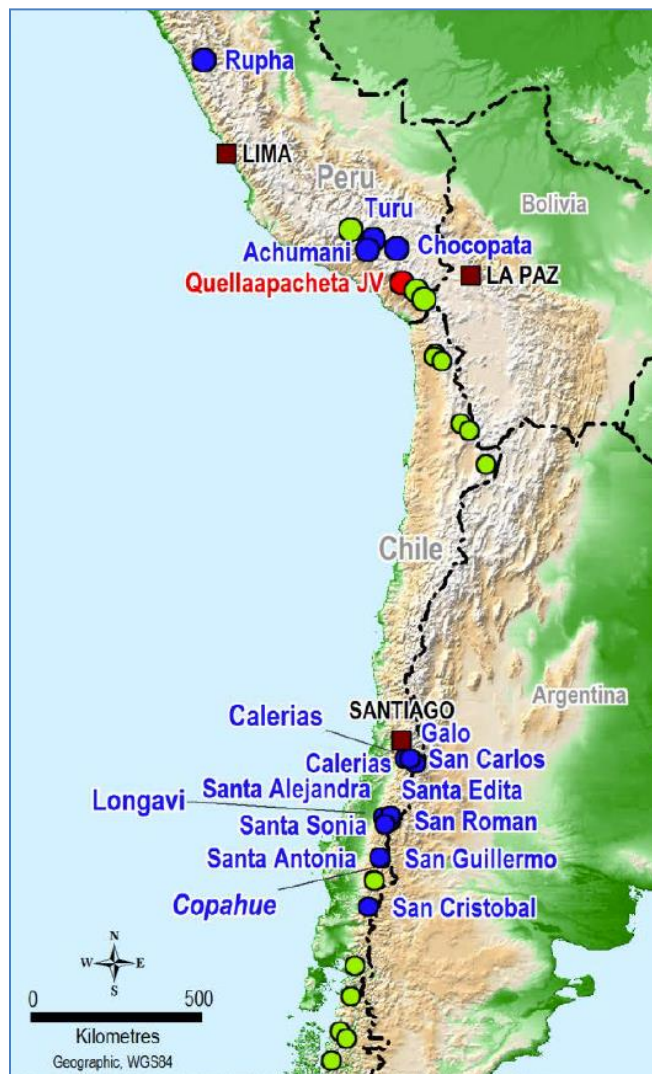 Rupha
LIMA
Peru
Bolivia
Turu
Achumani
Chocopata
Quellaapacheta JV
LA PAZ
Chile
Argentina
SANTIAGO
Calerias
Galo
Calerias
San Carlos
Santa Alejandra
Santa Edita
Longavi
Santa Sonia
San Roman
Santa Antonia
San Guillermo
Copahue
San Cristobal
N
W
E
S
0
500
Kilometres
Geographic, WGS84